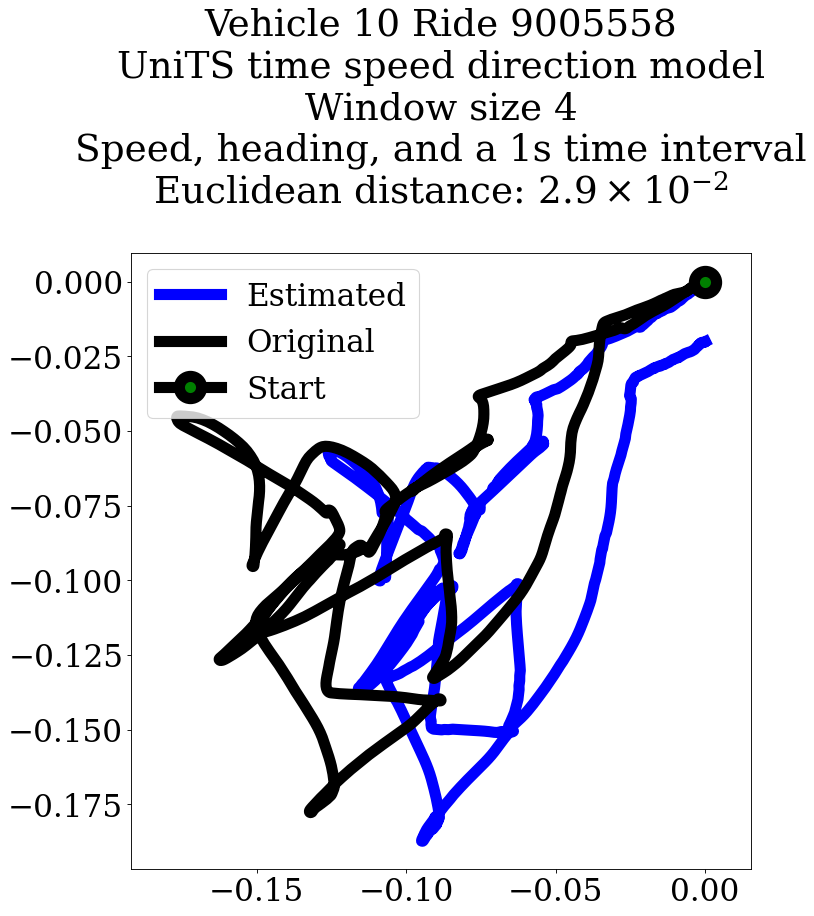 Vehicle 10 Ride 9005558
UniTS time speed direction model
Window size 4
Speed, heading, and a 1s time interval
Euclidean distance: 2.9 × 10⁻²
Estimated
Original
Start
0.000
−0.025
−0.050
−0.075
−0.100
−0.125
−0.150
−0.175
−0.15
−0.10
−0.05
0.00